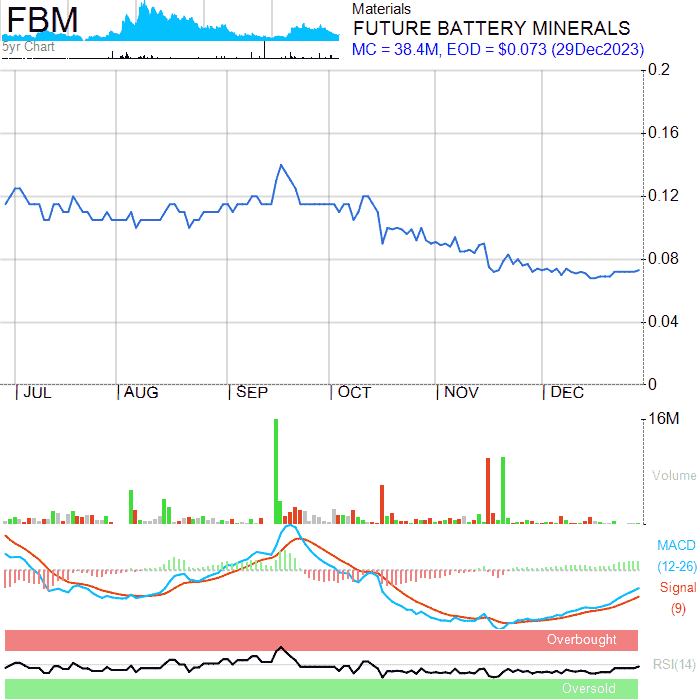 FBM
5yr Chart
Materials
FUTURE BATTERY MINERALS
MC = 38.4M, EOD = $0.073 (29Dec2023)
0.2
0.16
0.12
0.08
0.04
0
JUL AUG SEP OCT NOV DEC
16M
Volume
MACD
(12-26)
Signal
(9)
Overbought
RSI(14)
Oversold